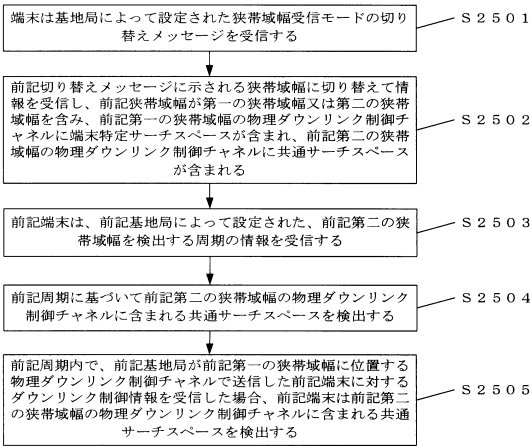 端末は基地局によって設定された狭帯域幅受信モードの切り
替えメッセージを受信する
S2501
前記切り替えメッセージに示される狭帯域幅に切り替えて情
報を受信し、前記狭帯域幅が第一の狭帯域幅又は第二の狭帯
域幅を含み、前記第一の狭帯域幅の物理ダウンリンク制御チ
ャネルに端末特定サーチスペースが含まれ、前記第二の狭帯
域幅の物理ダウンリンク制御チャネルに共通サーチスペース
が含まれる
S2502
前記端末は、前記基地局によって設定された、前記第二の狭
帯域幅を検出する周期の情報を受信する
S2503
前記周期に基づいて前記第二の狭帯域幅の物理ダウンリンク
制御チャネルに含まれる共通サーチスペースを検出する
S2504
前記周期内で、前記基地局が前記第一の狭帯域幅に位置する
物理ダウンリンク制御チャネルで送信した前記端末に対する
ダウンリンク制御情報を受信した場合、前記端末は前記第二
の狭帯域幅の物理ダウンリンク制御チャネルに含まれる共通
サーチスペースを検出する
S2505